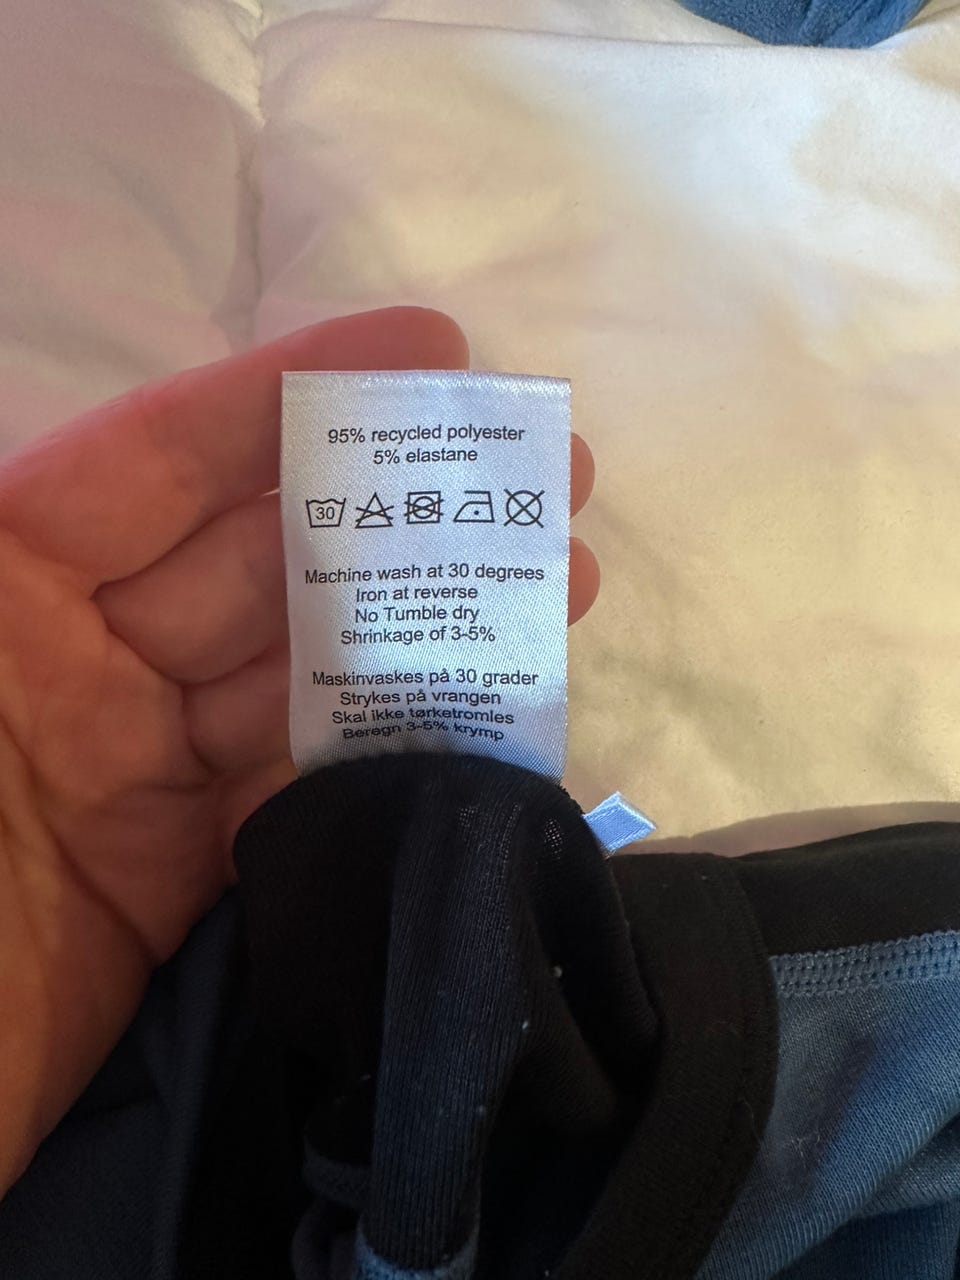 95% recycled polyester
5% elastane
30
Machine wash at 30 degrees
Iron at reverse
No Tumble dry
Shrinkage of 3-5%
Maskinvaskes på 30 grader
Strykes på vrangen
Skal ikke tørketromles
Beregn 3-5% krymp